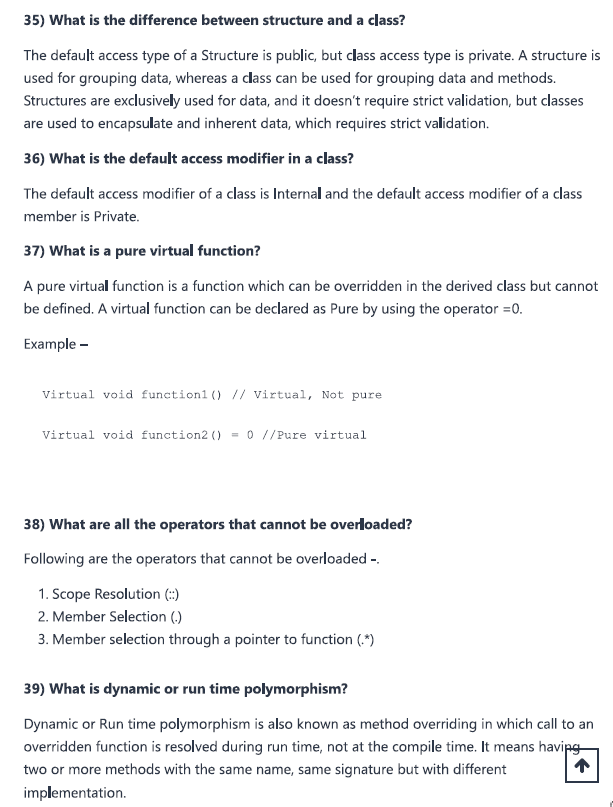 35) What is the difference between structure and a class?
The default access type of a Structure is public, but class access type is private. A structure is
used for grouping data, whereas a class can be used for grouping data and methods.
Structures are exclusively used for data, and it doesn't require strict validation, but classes
are used to encapsulate and inherent data, which requires strict validation.
36) What is the default access modifier in a class?
The default access modifier of a class is Internal and the default access modifier of a class
member is Private.
37) What is a pure virtual function?
A pure virtual function is a function which can be overridden in the derived class but cannot
be defined. A virtual function can be declared as Pure by using the operator =0.
Example –
Virtual void function1() // Virtual, Not pure
Virtual void function2() = 0 //Pure virtual
38) What are all the operators that cannot be overloaded?
Following are the operators that cannot be overloaded -.
1. Scope Resolution (::)
2. Member Selection (.)
3. Member selection through a pointer to function (.*)
39) What is dynamic or run time polymorphism?
Dynamic or Run time polymorphism is also known as method overriding in which call to an
overridden function is resolved during run time, not at the compile time. It means having
two or more methods with the same name, same signature but with different
implementation.